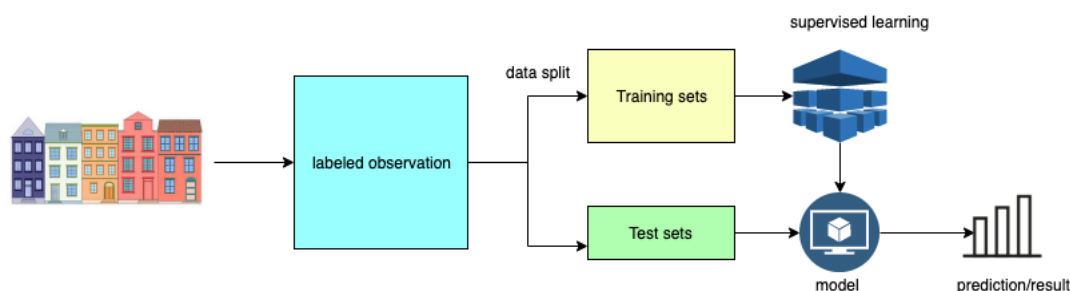 supervised learning
data split
Training sets
labeled observation
Test sets
model
prediction/result